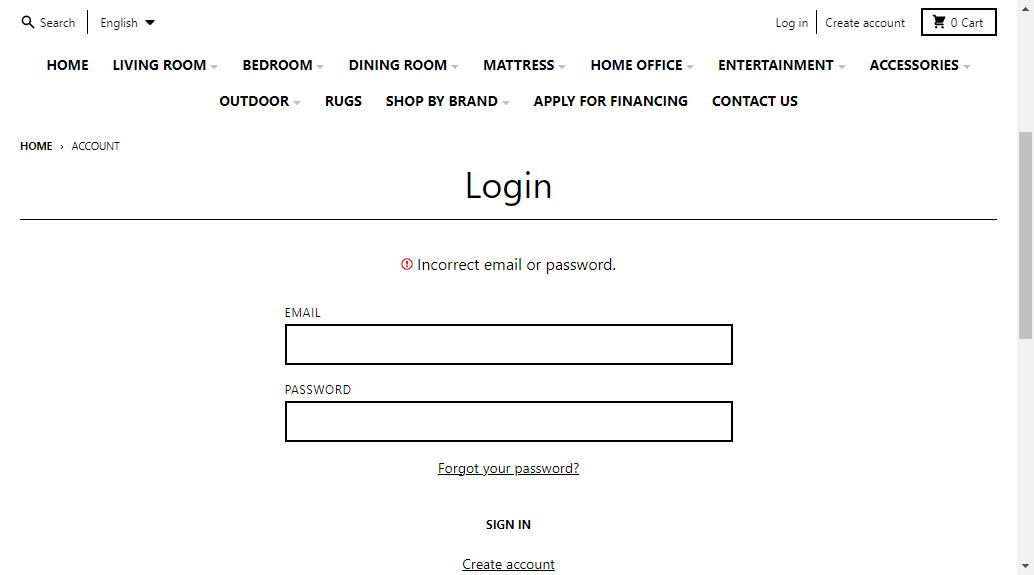 Search English Log in Create account 0 Cart
HOME LIVING ROOM BEDROOM DINING ROOM MATTRESS HOME OFFICE ENTERTAINMENT ACCESSORIES
OUTDOOR RUGS SHOP BY BRAND APPLY FOR FINANCING CONTACT US
HOME › ACCOUNT
Login
Incorrect email or password.
EMAIL
PASSWORD
Forgot your password?
SIGN IN
Create account